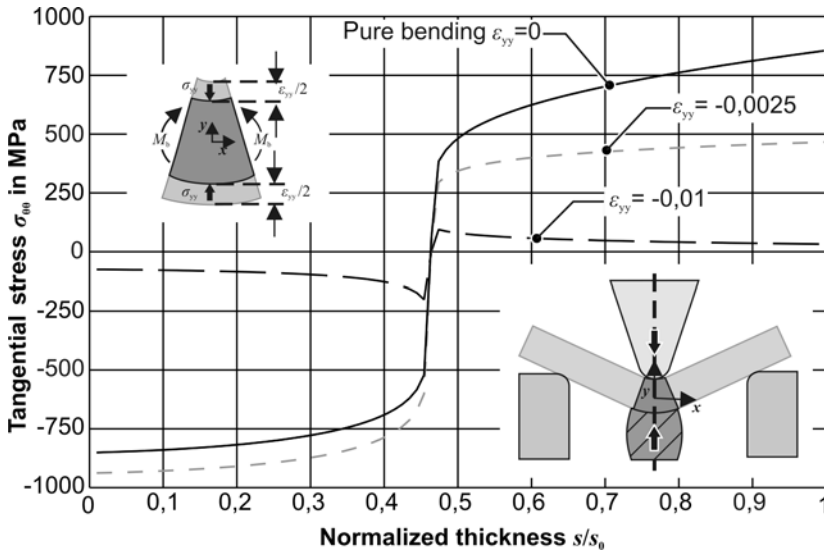 Tangential stress σθθ in MPa
1000
750
500
250
0
-250
-500
-750
-1000
Pure bending εyy=0
εyy= -0,0025
εyy= -0,01
σyy
εyy/2
Mb
y
x
Mb
σyy
εyy/2
y
x
0
0,1
0,2
0,3
0,4
0,5
0,6
0,7
0,8
0,9
1
Normalized thickness s/s0